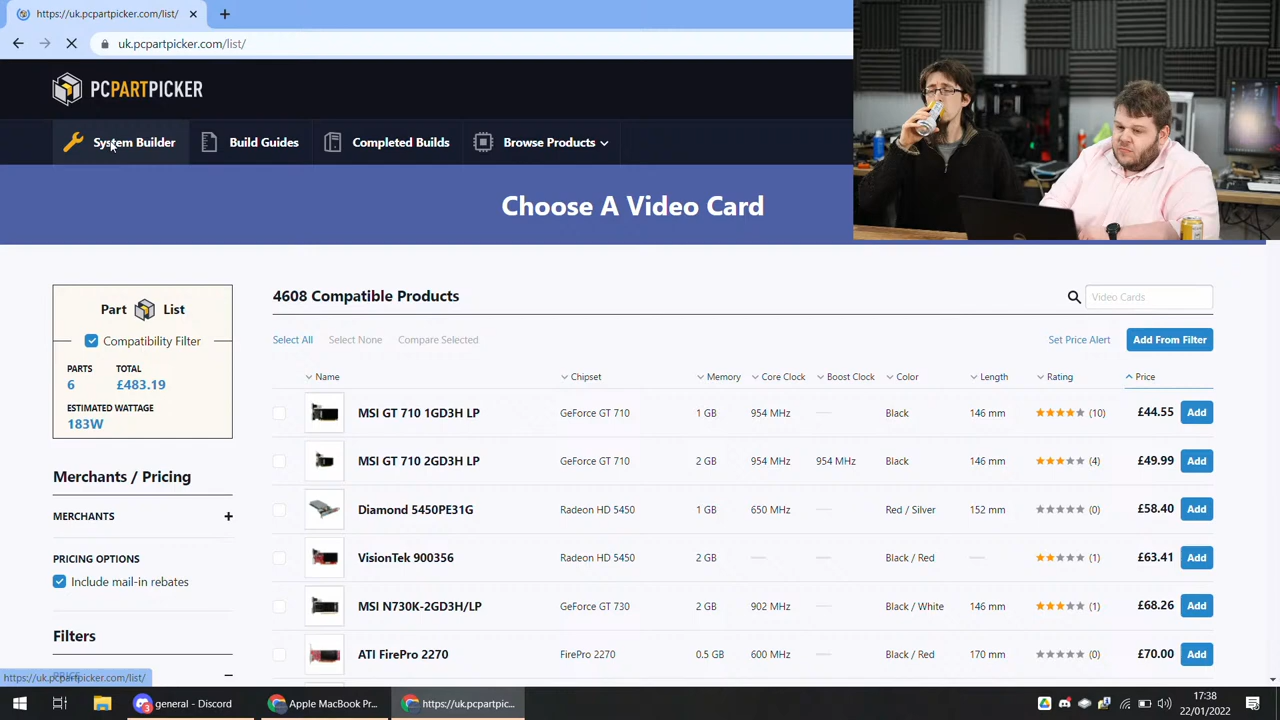 https://uk.pcpartpicker.com/list/
uk.pcpartpicker.com/list/
PCPARTPICKER
System Builder
Build Guides
Completed Builds
Browse Products
Choose A Video Card
Part List
Compatibility Filter
PARTS TOTAL
6 £483.19
ESTIMATED WATTAGE
183W
Merchants / Pricing
MERCHANTS
PRICING OPTIONS
Include mail-in rebates
Filters
4608 Compatible Products
Video Cards
Select All Select None Compare Selected Set Price Alert Add From Filter
Name Chipset Memory Core Clock Boost Clock Color Length Rating Price
MSI GT 710 1GD3H LP GeForce GT 710 1 GB 954 MHz Black 146 mm (10) £44.55 Add
MSI GT 710 2GD3H LP GeForce GT 710 2 GB 954 MHz 954 MHz Black 146 mm (4) £49.99 Add
Diamond 5450PE31G Radeon HD 5450 1 GB 650 MHz Red / Silver 152 mm (0) £58.40 Add
VisionTek 900356 Radeon HD 5450 2 GB Black / Red (1) £63.41 Add
MSI N730K-2GD3H/LP GeForce GT 730 2 GB 902 MHz Black / White 146 mm (1) £68.26 Add
ATI FirePro 2270 FirePro 2270 0.5 GB 600 MHz Black / Red 170 mm (0) £70.00 Add
https://uk.pcpartpicker.com/list/
general - Discord
Apple MacBook P
https://uk.pcpartpic...
17:38
22/01/2022